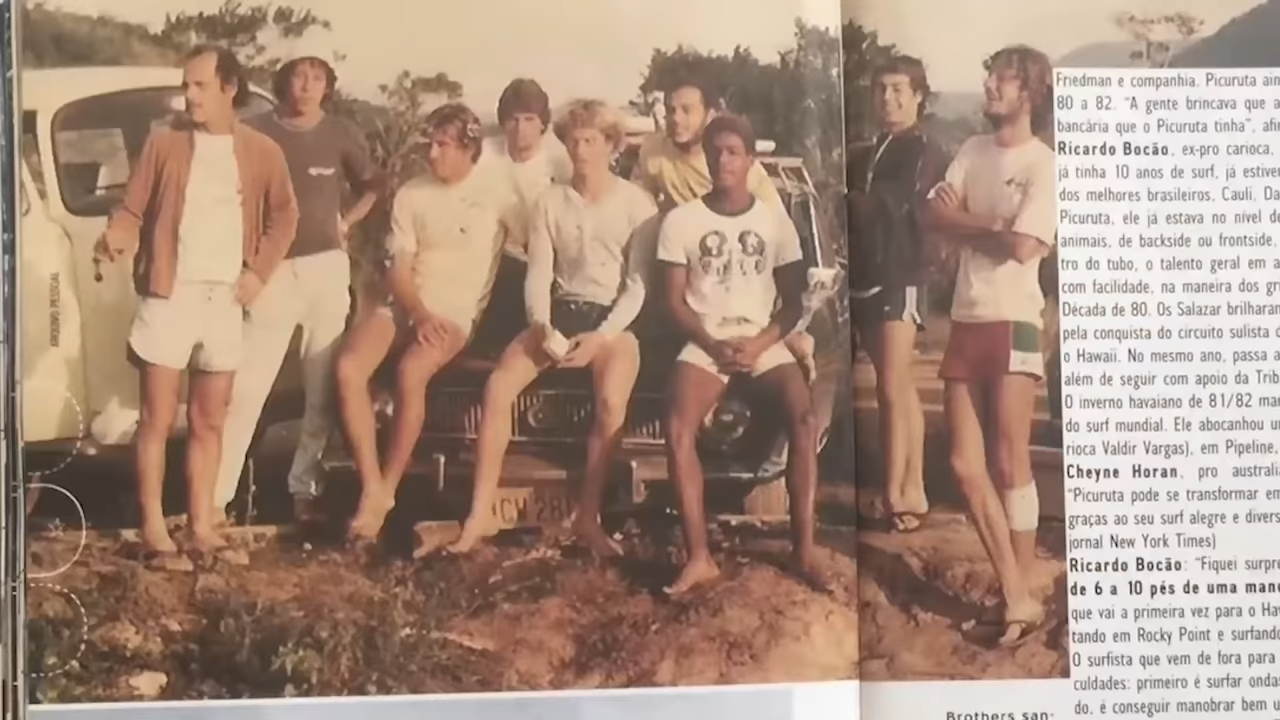 ARQUIVO PESSOAL
Friedman e companhia. Picuruta ain
80 a 82. "A gente brincava que a
bancária que o Picuruta tinha", afir
Ricardo Bocão, ex-pro carioca,
já tinha 10 anos de surf, já estiver
dos melhores brasileiros, Cauli, Da
Picuruta, ele já estava no nível d
animais, de backside ou frontside,
tro do tubo, o talento geral em a
com facilidade, na maneira dos gr
Década de 80. Os Salazar brilharam
pela conquista do circuito sulista d
o Hawaii. No mesmo ano, passa a
além de seguir com apoio da Trib
O inverno havaiano de 81/82 mar
do surf mundial. Ele abocanhou un
rioca Valdir Vargas), em Pipeline,
Cheyne Horan, pro australi
"Picuruta pode se transformar em
graças ao seu surf alegre e divers
jornal New York Times)
Ricardo Bocão: "Fiquei surpre
de 6 a 10 pés de uma man
que vai a primeira vez para o Ha
tando em Rocky Point e surfand
O surfista que vem de fora para
culdades: primeiro é surfar ondas
do, é conseguir manobrar bem u
Brothers san-